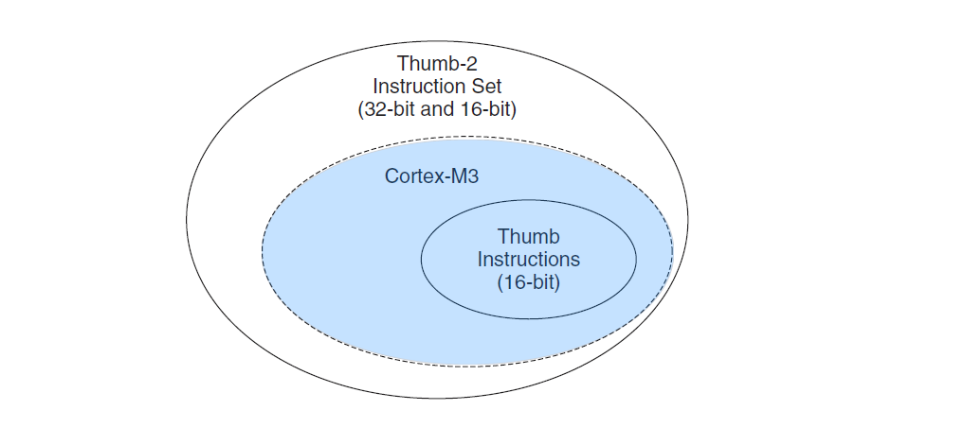 Thumb-2
Instruction Set
(32-bit and 16-bit)
Cortex-M3
Thumb
Instructions
(16-bit)